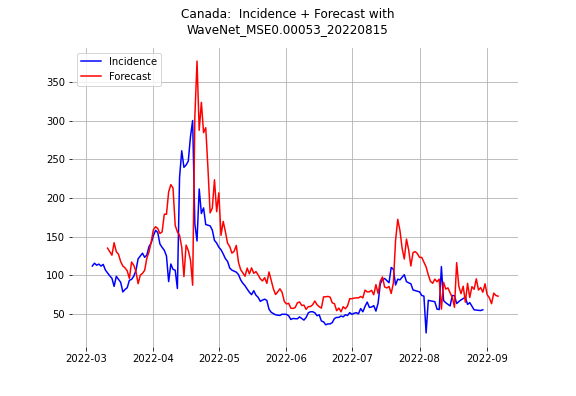 Canada:  Incidence + Forecast with
WaveNet_MSE0.00053_20220815
Incidence
Forecast
350
300
250
200
150
100
50
2022-03 2022-04 2022-05 2022-06 2022-07 2022-08 2022-09